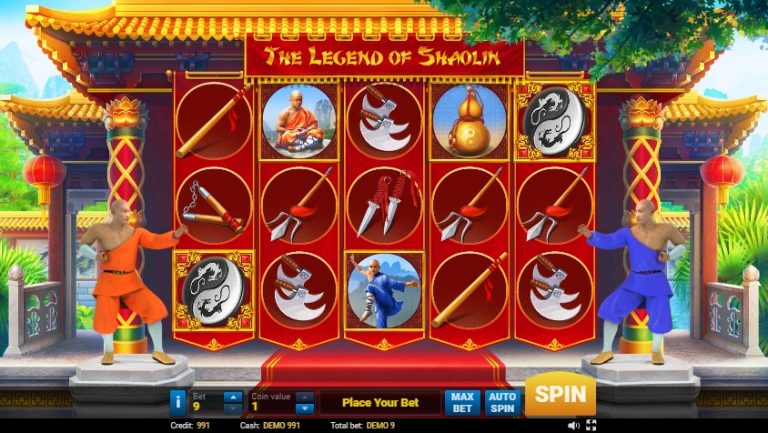 THE LEGEND OF SHAOLIN
i
Bet
9
Coin value
1
Place Your Bet
MAX
BET
AUTO
SPIN
SPIN
Credit: 991
Cash: DEMO 991
Total bet: DEMO 9